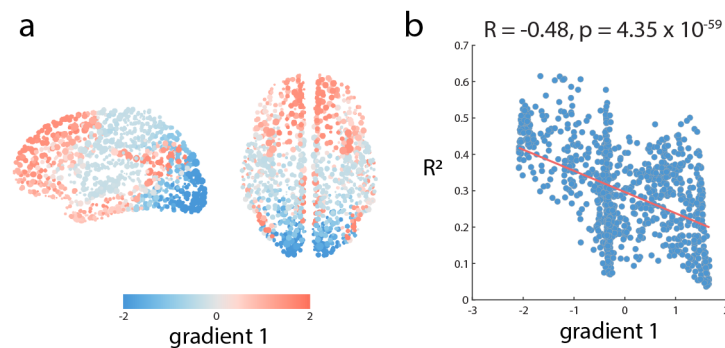 a
-2
0
2
gradient 1
b
R = -0.48, p = 4.35 x 10-59
0.7
0.6
0.5
0.4
R²
0.3
0.2
0.1
0
-3
-2
-1
0
1
2
gradient 1